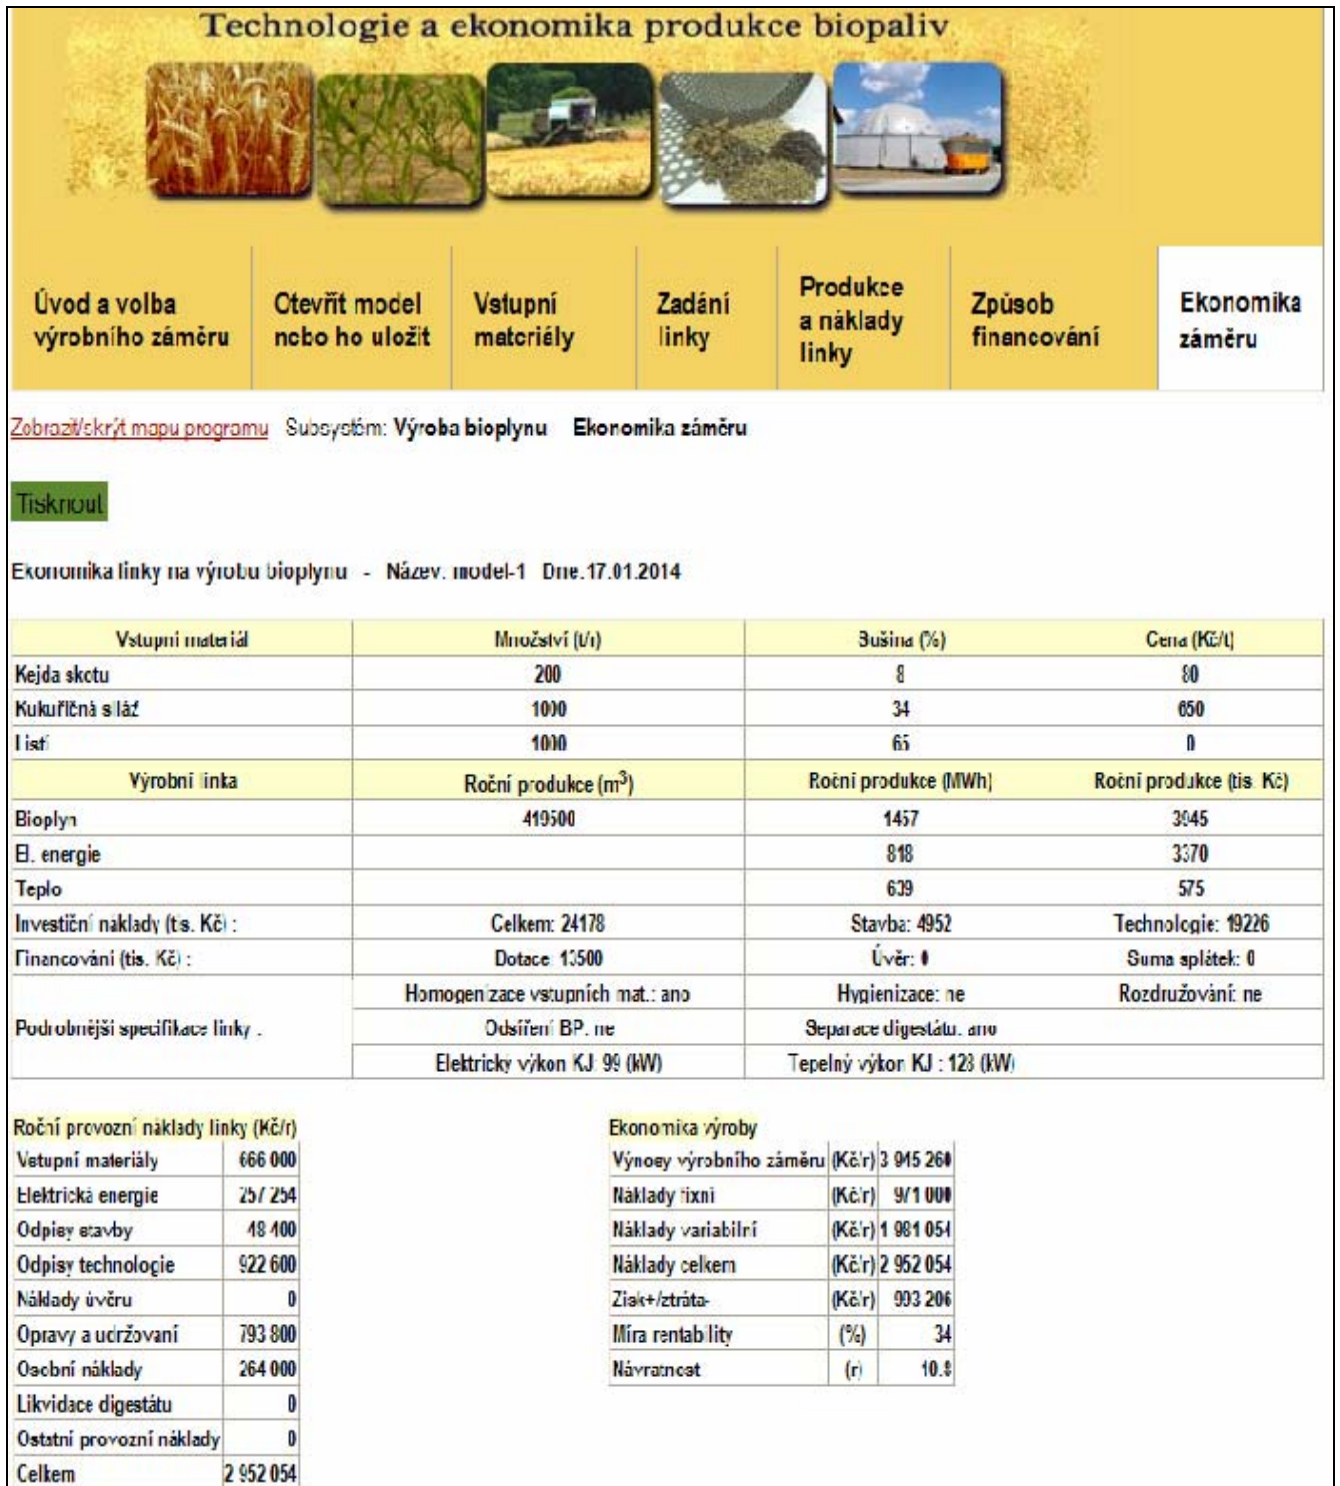 Technologie a ekonomika produkce biopaliv
Úvod a volba výrobního záměru
Otevřít model nebo ho uložit
Vstupní materiály
Zadání linky
Produkce a náklady linky
Způsob financování
Ekonomika záměru
Zobrazit/skrýt mapu programu Subsystém: Výroba bioplynu Ekonomika záměru
Tisknout
Ekonomika linky na výrobu bioplynu - Název: model-1 Dne:17.01.2014
Vstupní materiál Množství (t/r) Sušina (%) Cena (Kč/t)
Kejda skotu 200 8 80
Kukuřičná siláž 1000 34 650
Listí 1000 65 0
Výrobní linka Roční produkce (m³) Roční produkce (MWh) Roční produkce (tis. Kč)
Bioplyn 419500 1457 3945
El. energie 818 3370
Teplo 639 575
Investiční náklady (tis. Kč) : Celkem: 24178 Stavba: 4952 Technologie: 19226
Financování (tis. Kč) : Dotace: 13500 Úvěr: 0 Suma splátek: 0
Podrobnější specifikace linky :
Homogenizace vstupních mat.: ano Hygienizace: ne Rozdružování: ne
Odsíření BP: ne Separace digestátu: ano
Elektrický výkon KJ: 99 (kW) Tepelný výkon KJ : 128 (kW)
Roční provozní náklady linky (Kč/r)
Vstupní materiály 666 000
Elektrická energie 257 254
Odpisy stavby 48 400
Odpisy technologie 922 600
Náklady úvěru 0
Opravy a udržování 793 800
Osobní náklady 264 000
Likvidace digestátu 0
Ostatní provozní náklady 0
Celkem 2 952 054
Ekonomika výroby
Výnosy výrobního záměru (Kč/r) 3 945 260
Náklady fixní (Kč/r) 971 000
Náklady variabilní (Kč/r) 1 981 054
Náklady celkem (Kč/r) 2 952 054
Zisk+/ztráta- (Kč/r) 993 206
Míra rentability (%) 34
Návratnost (r) 10.8